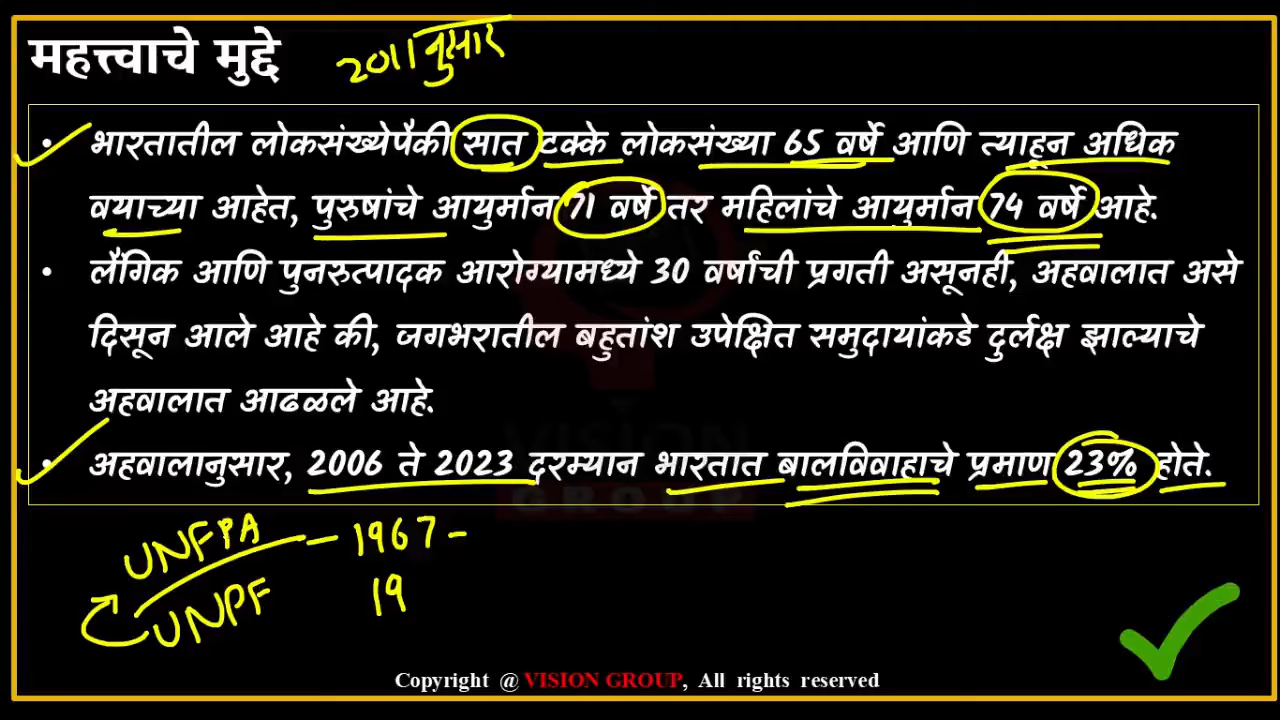 महत्त्वाचे मुद्दे 2011नुसार
• भारतातील लोकसंख्येपैकी सात टक्के लोकसंख्या 65 वर्षे आणि त्याहून अधिक
वयाच्या आहेत, पुरुषांचे आयुर्मान 71 वर्षे तर महिलांचे आयुर्मान 74 वर्षे आहे.
• लैंगिक आणि पुनरुत्पादक आरोग्यामध्ये 30 वर्षांची प्रगती असूनही, अहवालात असे
दिसून आले आहे की, जगभरातील बहुतांश उपेक्षित समुदायांकडे दुर्लक्ष झाल्याचे
अहवालात आढळले आहे.
• अहवालानुसार, 2006 ते 2023 दरम्यान भारतात बालविवाहाचे प्रमाण 23% होते.
VISION
GROUP
UNFPA – 1967 –
UNPF 19
Copyright @ VISION GROUP, All rights reserved